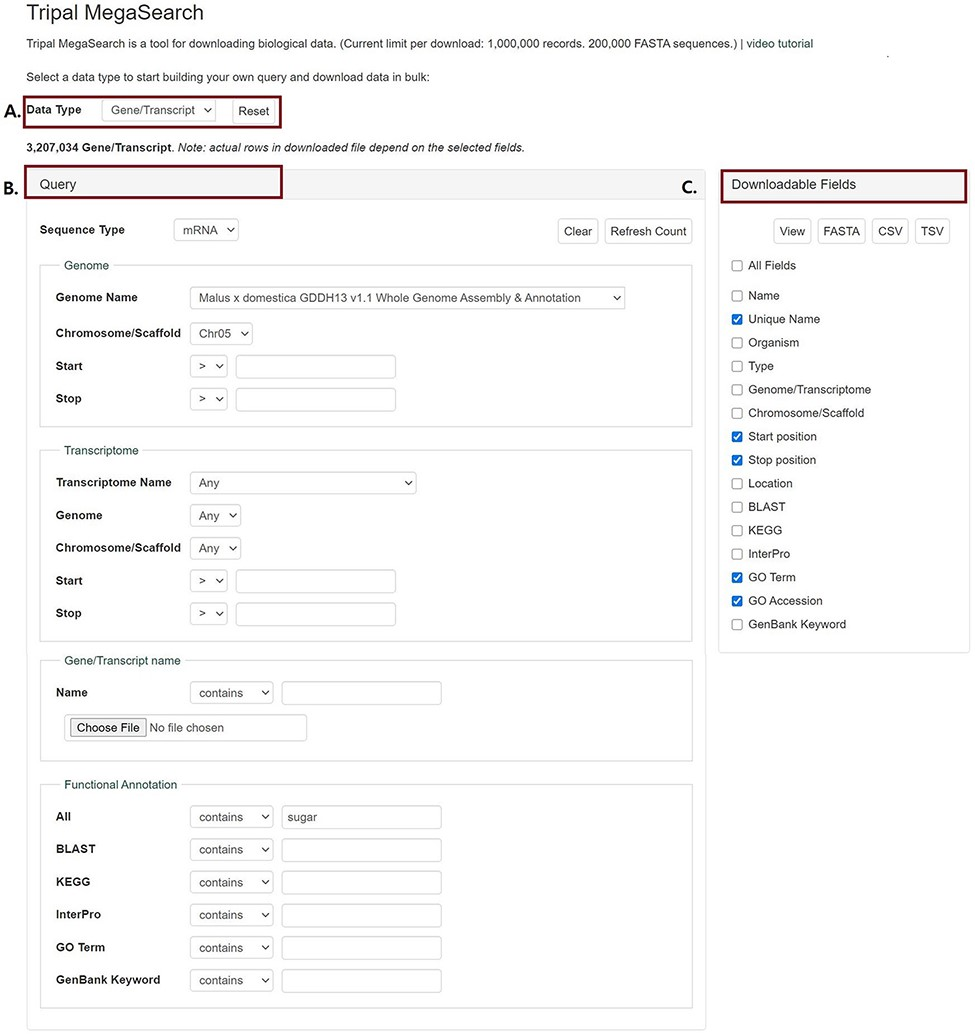 Tripal MegaSearch
Tripal MegaSearch is a tool for downloading biological data. (Current limit per download: 1,000,000 records. 200,000 FASTA sequences.) | video tutorial
Select a data type to start building your own query and download data in bulk:
A. Data Type Gene/Transcript Reset
3,207,034 Gene/Transcript. Note: actual rows in downloaded file depend on the selected fields.
B. Query
Sequence Type mRNA Clear Refresh Count
Genome
Genome Name Malus x domestica GDDH13 v1.1 Whole Genome Assembly & Annotation
Chromosome/Scaffold Chr05
Start >
Stop >
Transcriptome
Transcriptome Name Any
Genome Any
Chromosome/Scaffold Any
Start >
Stop >
Gene/Transcript name
Name contains
Choose File No file chosen
Functional Annotation
All contains sugar
BLAST contains
KEGG contains
InterPro contains
GO Term contains
GenBank Keyword contains
C. Downloadable Fields
View FASTA CSV TSV
All Fields
Name
Unique Name
Organism
Type
Genome/Transcriptome
Chromosome/Scaffold
Start position
Stop position
Location
BLAST
KEGG
InterPro
GO Term
GO Accession
GenBank Keyword